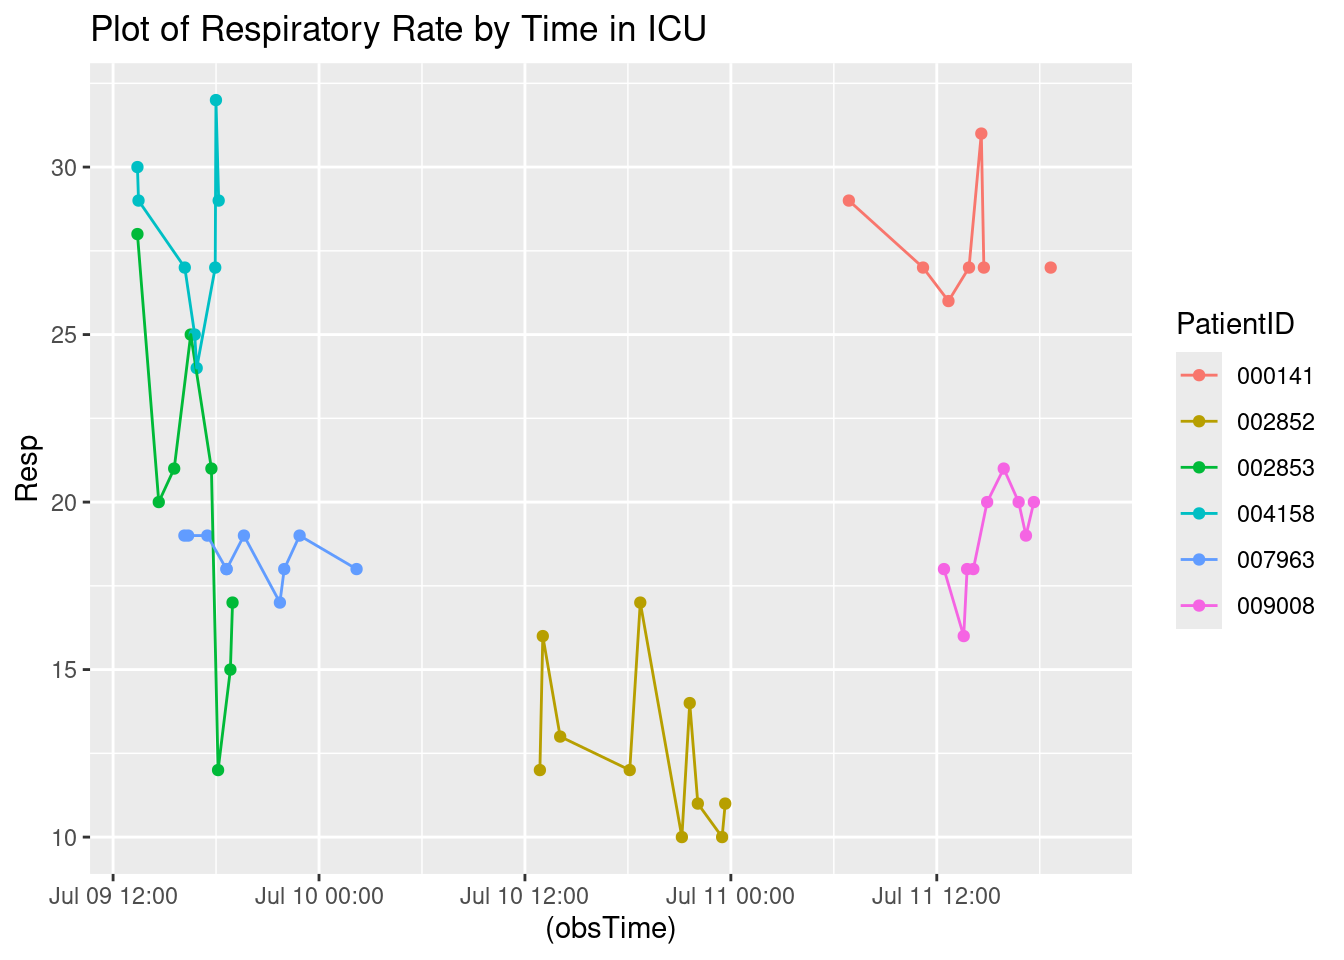 Plot of Respiratory Rate by Time in ICU
30
25
20
15
10
Resp
Jul 09 12:00 Jul 10 00:00 Jul 10 12:00 Jul 11 00:00 Jul 11 12:00
(obsTime)
PatientID
000141
002852
002853
004158
007963
009008